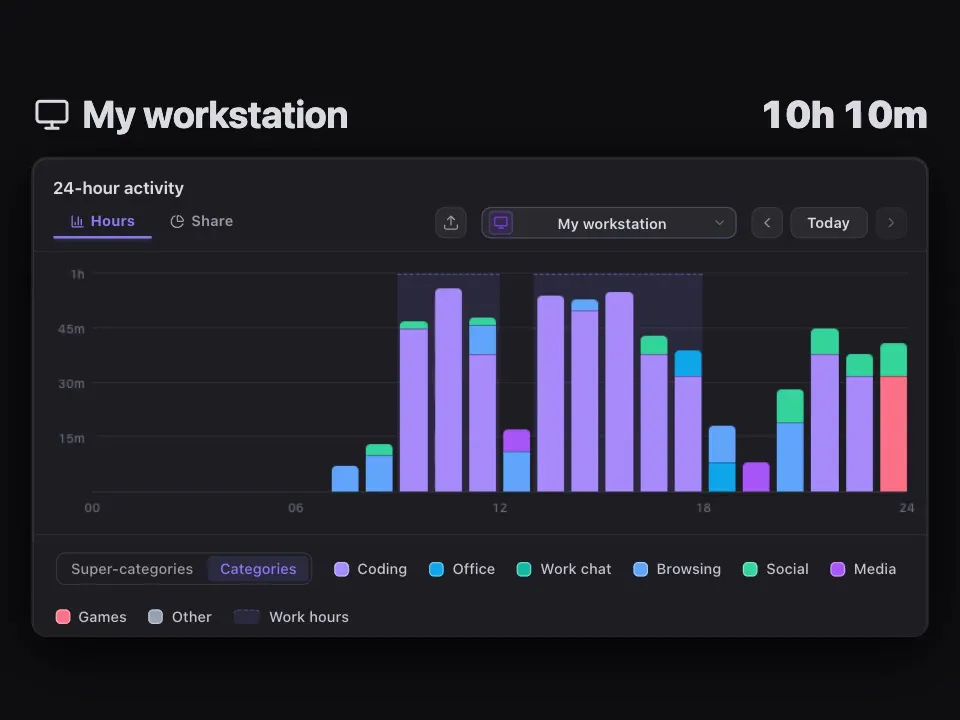 My workstation 10h 10m
24-hour activity
Hours Share My workstation Today
1h
45m
30m
15m
00 06 12 18 24
Super-categories Categories Coding Office Work chat Browsing Social Media
Games Other Work hours